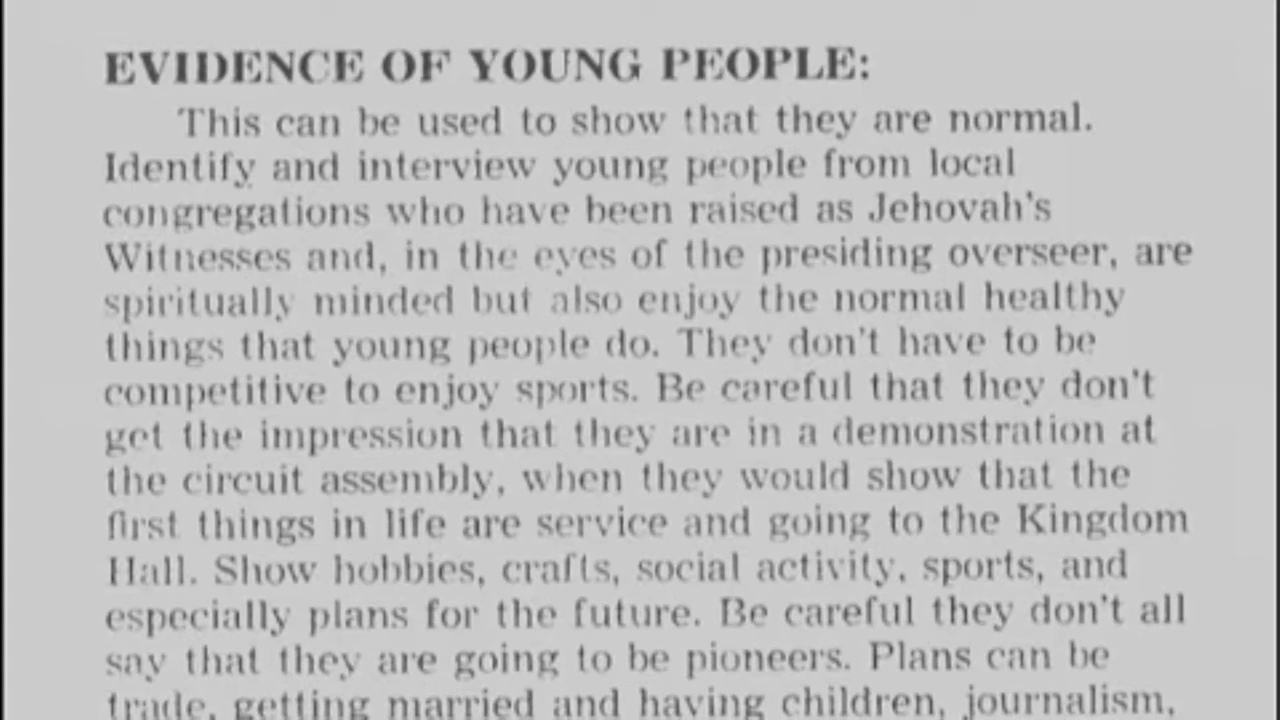 EVIDENCE OF YOUNG PEOPLE:
This can be used to show that they are normal.
Identify and interview young people from local
congregations who have been raised as Jehovah's
Witnesses and, in the eyes of the presiding overseer, are
spiritually minded but also enjoy the normal healthy
things that young people do. They don't have to be
competitive to enjoy sports. Be careful that they don't
get the impression that they are in a demonstration at
the circuit assembly, when they would show that the
first things in life are service and going to the Kingdom
Hall. Show hobbies, crafts, social activity, sports, and
especially plans for the future. Be careful they don't all
say that they are going to be pioneers. Plans can be
trade, getting married and having children, journalism,